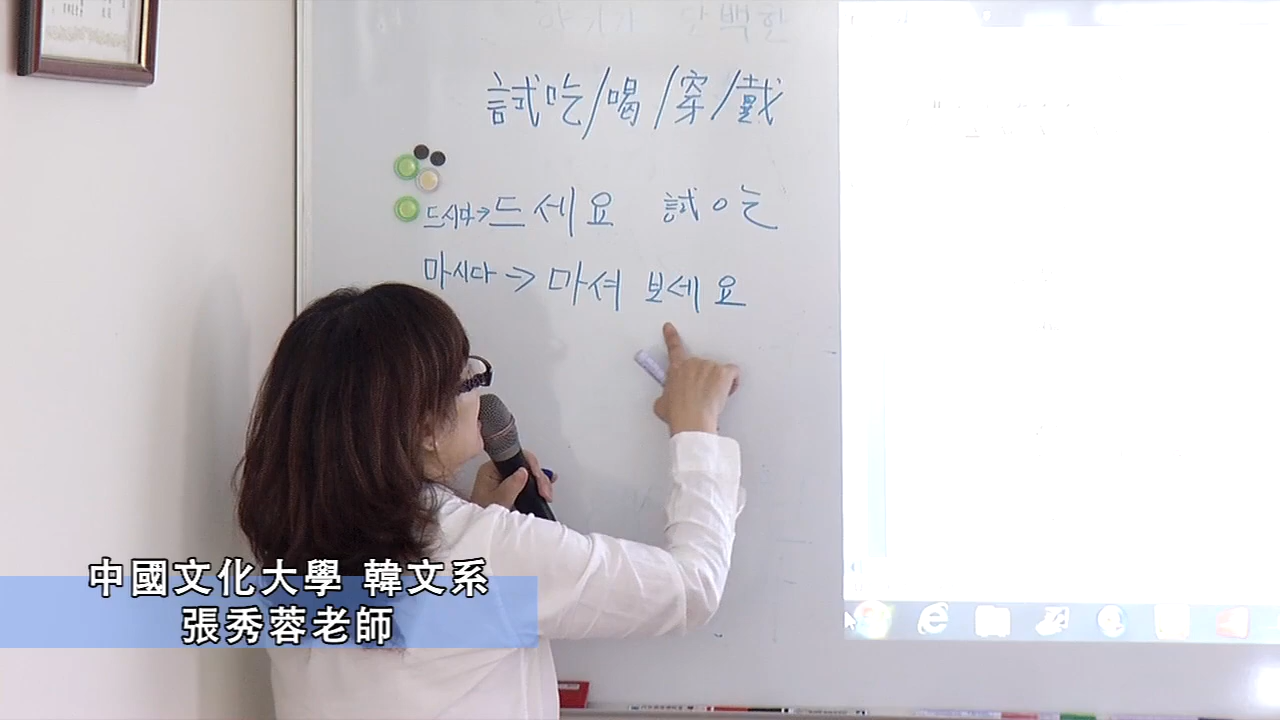 試吃/喝/穿/戴
드시다→드세요 試吃
마시다→마셔 보세요
中國文化大學 韓文系
張秀蓉老師